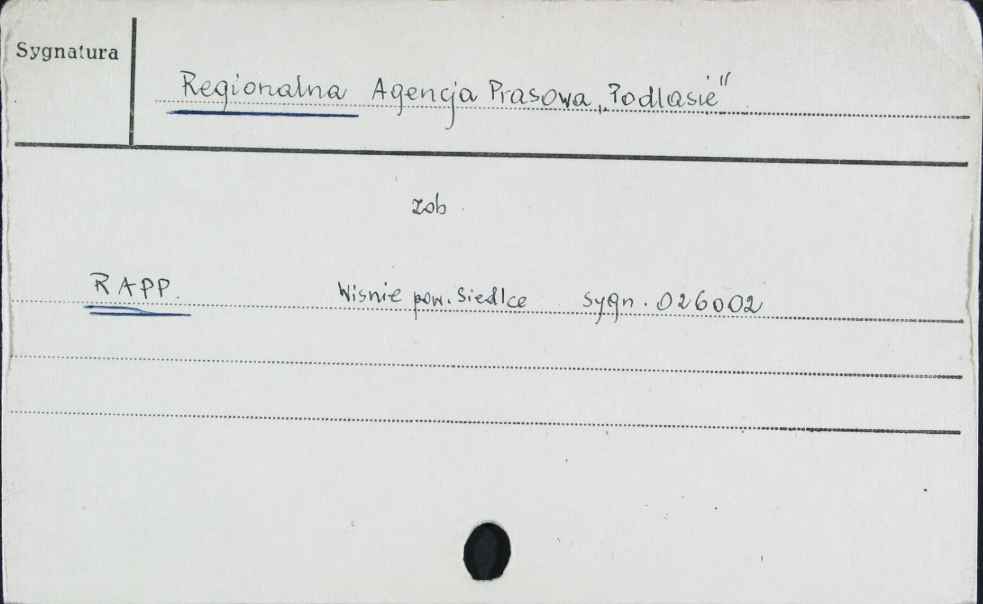 Sygnatura
Regionalna Agencja Prasowa „Podlasie"
zob.
RAPP. Wisnie pow. Siedlce sygn. 026002